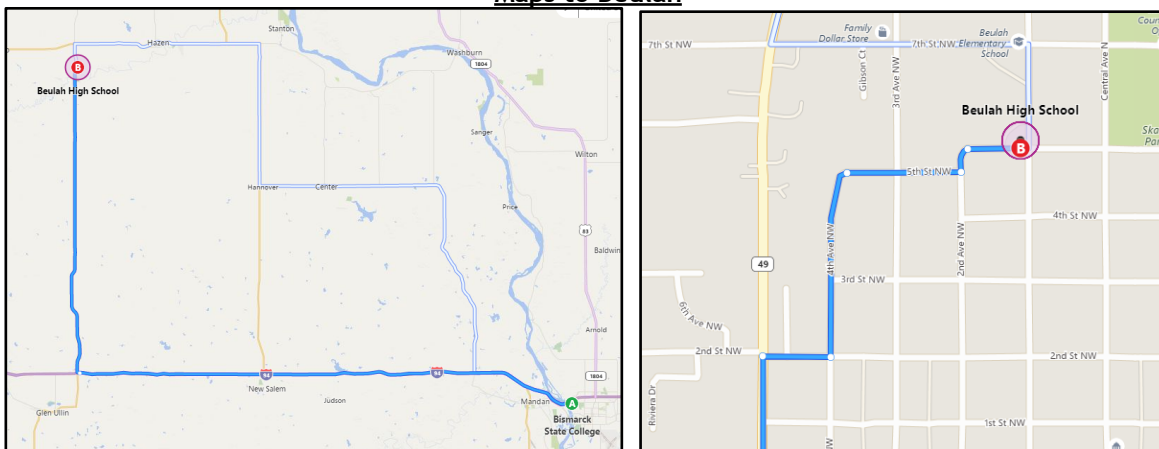 Maps to Beulah
Stanton
Hazen
Washburn
1804
B
Beulah High School
Sanger
Wilton
Hannover
Center
Price
83
Baldwin
Arnold
94
94
1804
New Salem
Judson
Mandan
Glen Ullin
A
Bismarck
State College
Family
Dollar Store
7th St NW
7th St NW
Beulah
Elementary
School
Gibson Ct
3rd Ave NW
Central Ave N
Beulah High School
B
5th St NW
4th St NW
4th Ave NW
2nd Ave NW
49
3rd St NW
6th Ave NW
2nd St NW
2nd St NW
Riviera Dr
1st St NW